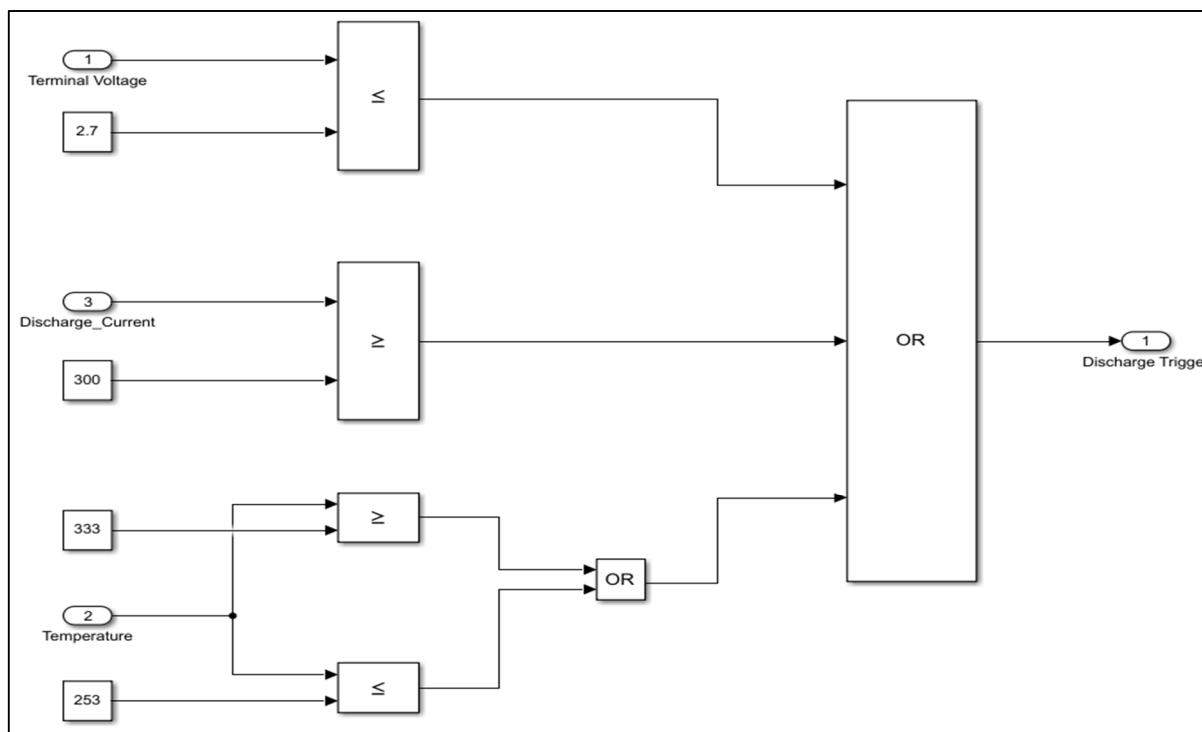 1
Terminal Voltage
2.7
≤
3
Discharge_Current
300
≥
OR
1
Discharge Trigge
333
≥
2
Temperature
OR
253
≤